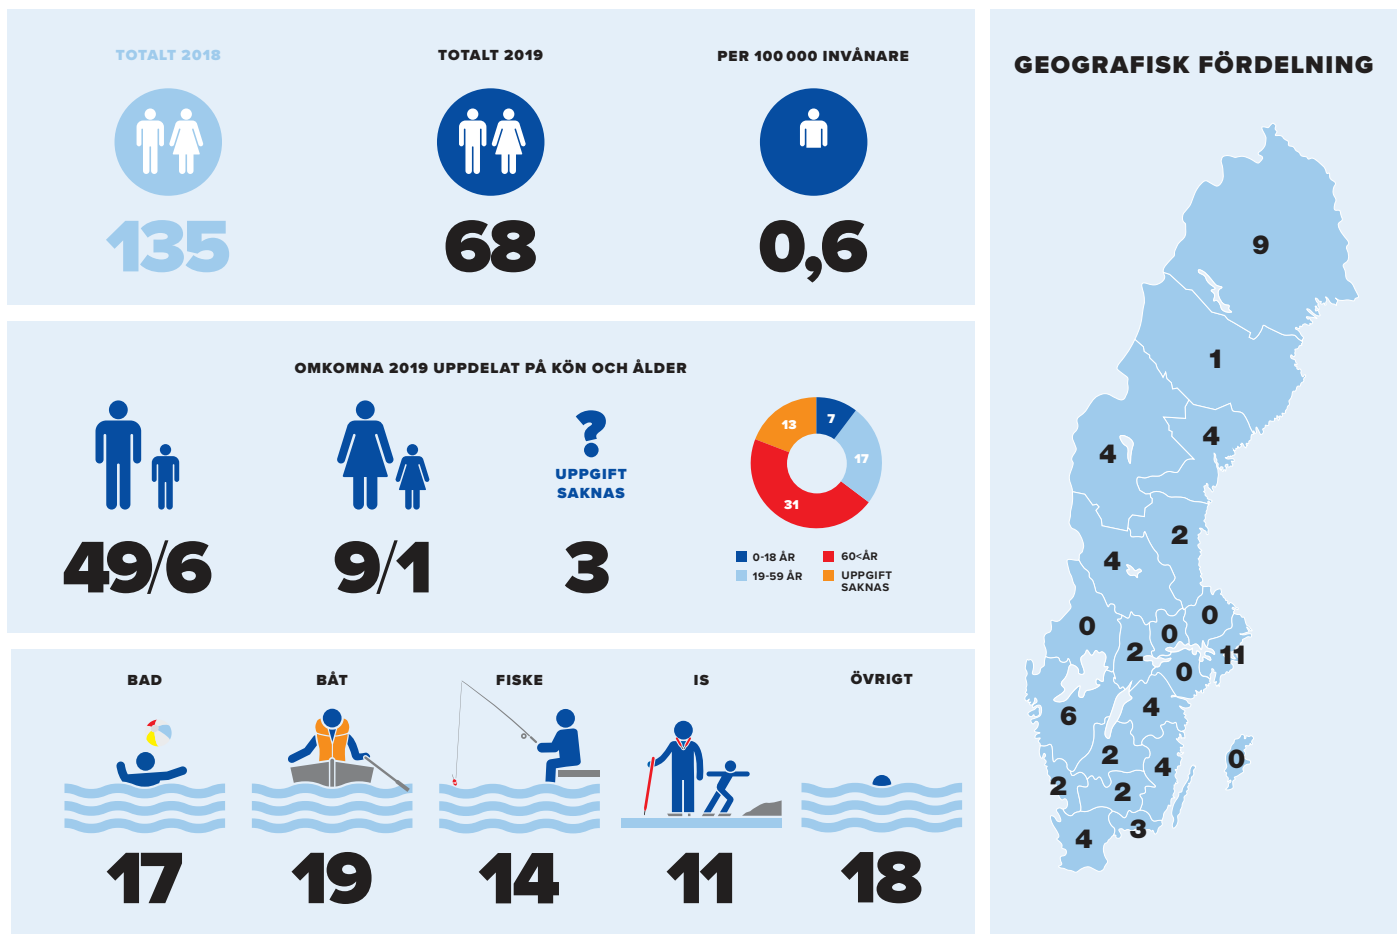 TOTALT 2018
TOTALT 2019
PER 100 000 INVÅNARE
135
68
0,6
OMKOMNA 2019 UPPDELAT PÅ KÖN OCH ÅLDER
?
UPPGIFT
SAKNAS
49/6
9/1
3
7
17
31
13
0-18 ÅR
19-59 ÅR
60<ÅR
UPPGIFT
SAKNAS
BAD
BÅT
FISKE
IS
ÖVRIGT
17
19
14
11
18
GEOGRAFISK FÖRDELNING
9
1
4
4
2
4
0
0
0
2
11
0
4
6
2
4
0
2
2
3
4